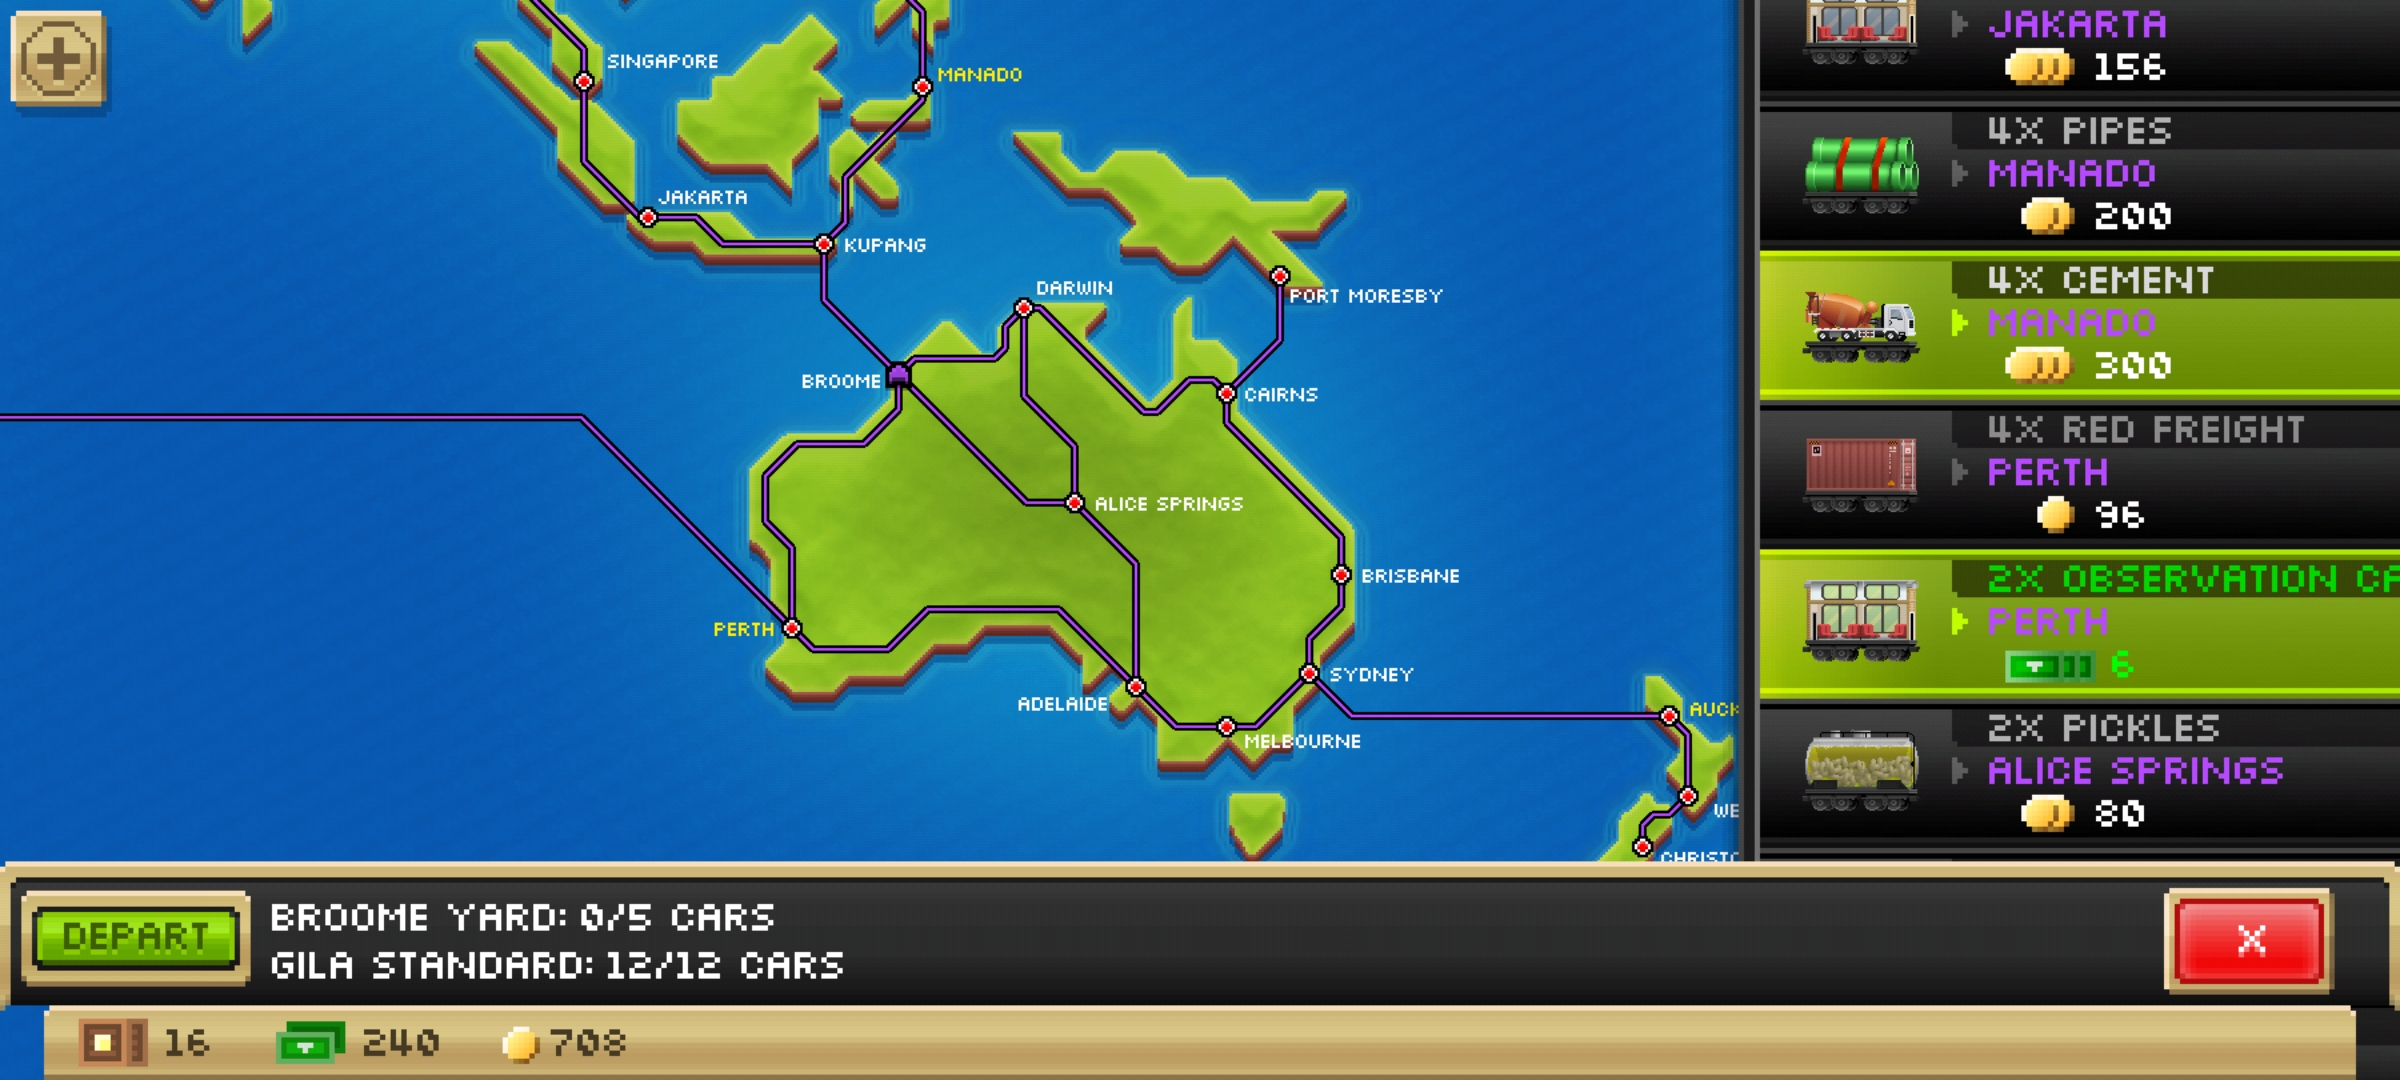 SINGAPORE
MANADO
JAKARTA
KUPANG
DARWIN
PORT MORESBY
BROOME
CAIRNS
ALICE SPRINGS
BRISBANE
PERTH
SYDNEY
ADELAIDE
MELBOURNE
AUCK
WE
CHRISTC
JAKARTA
156
4X PIPES
MANADO
200
4X CEMENT
MANADO
300
4X RED FREIGHT
PERTH
96
2X OBSERVATION CA
PERTH
6
2X PICKLES
ALICE SPRINGS
80
DEPART
BROOME YARD: 0/5 CARS
GILA STANDARD: 12/12 CARS
X
16
240
708